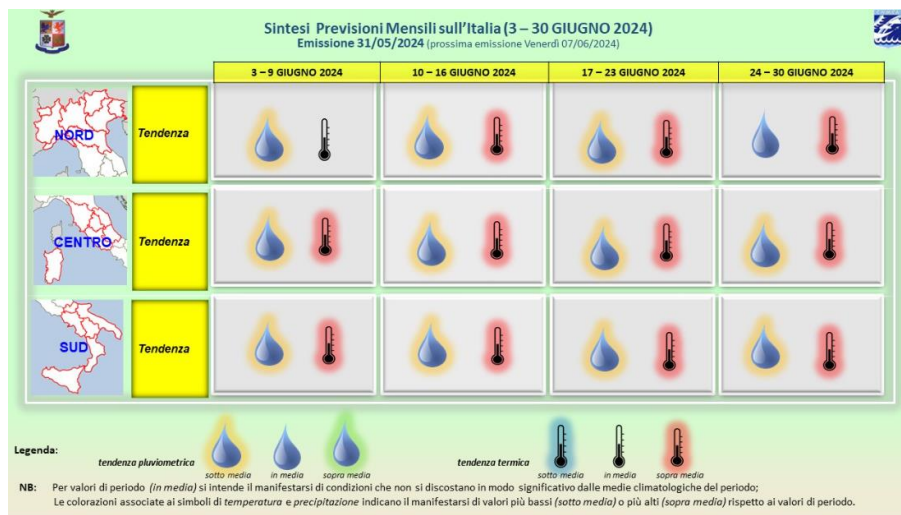 Sintesi Previsioni Mensili sull'Italia (3 – 30 GIUGNO 2024)
Emissione 31/05/2024 (prossima emissione Venerdì 07/06/2024)
3 – 9 GIUGNO 2024
10 – 16 GIUGNO 2024
17 – 23 GIUGNO 2024
24 – 30 GIUGNO 2024
NORD
Tendenza
CENTRO
Tendenza
SUD
Tendenza
Legenda:
tendenza pluviometrica
sotto media
in media
sopra media
tendenza termica
sotto media
in media
sopra media
NB: Per valori di periodo (in media) si intende il manifestarsi di condizioni che non si discostano in modo significativo dalle medie climatologiche del periodo;
Le colorazioni associate ai simboli di temperatura e precipitazione indicano il manifestarsi di valori più bassi (sotto media) o più alti (sopra media) rispetto ai valori di periodo.